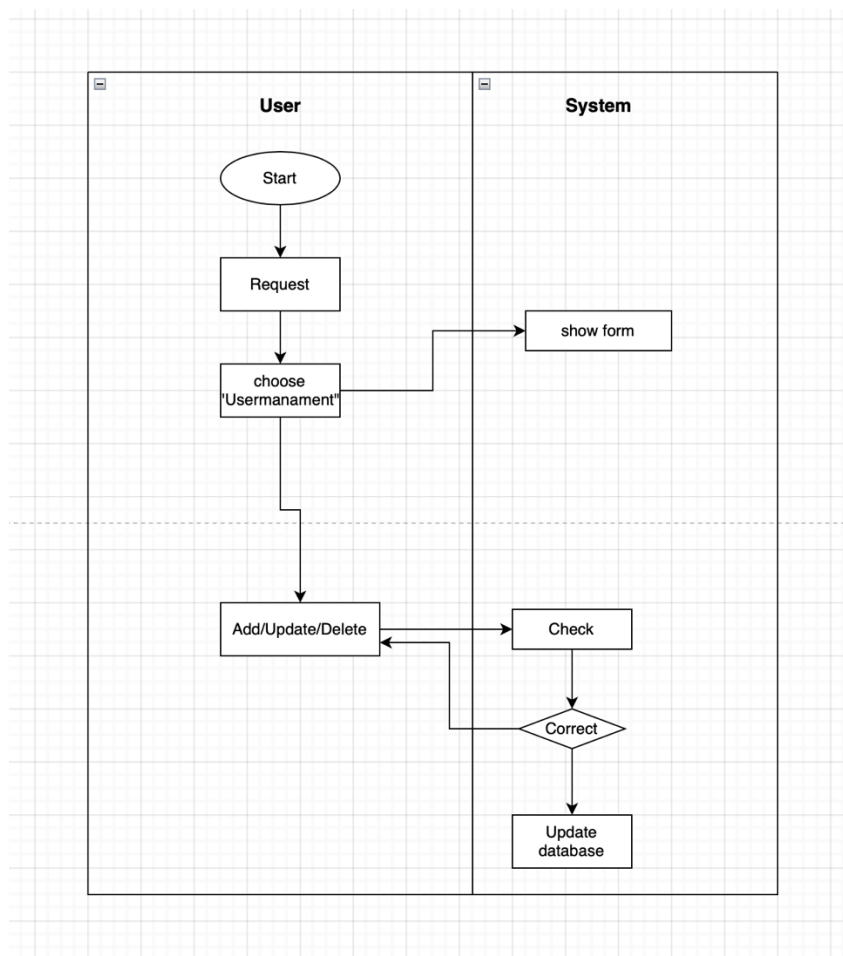 User
System
Start
Request
show form
choose
'Usermanament"
Add/Update/Delete
Check
Correct
Update
database